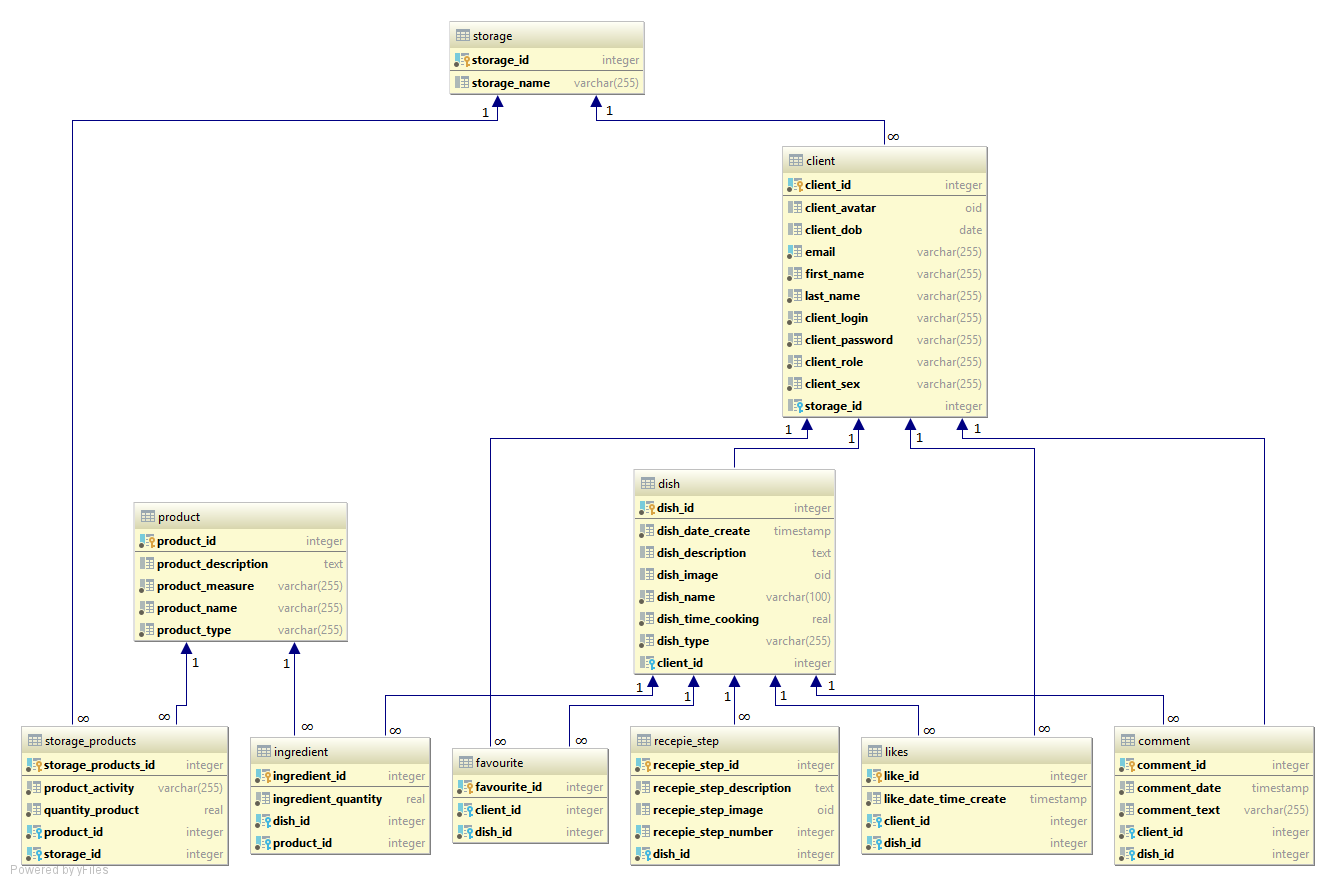 storage
storage_id integer
storage_name varchar(255)
1 1
∞
client
client_id integer
client_avatar oid
client_dob date
email varchar(255)
first_name varchar(255)
last_name varchar(255)
client_login varchar(255)
client_password varchar(255)
client_role varchar(255)
client_sex varchar(255)
storage_id integer
1 1 1 1
dish
dish_id integer
dish_date_create timestamp
dish_description text
dish_image oid
dish_name varchar(100)
dish_time_cooking real
dish_type varchar(255)
client_id integer
product
product_id integer
product_description text
product_measure varchar(255)
product_name varchar(255)
product_type varchar(255)
1 1 1 1 1 1 1
∞ ∞ ∞ ∞ ∞ ∞ ∞ ∞ ∞ ∞
storage_products
storage_products_id integer
product_activity varchar(255)
quantity_product real
product_id integer
storage_id integer
ingredient
ingredient_id integer
ingredient_quantity real
dish_id integer
product_id integer
favourite
favourite_id integer
client_id integer
dish_id integer
recepie_step
recepie_step_id integer
recepie_step_description text
recepie_step_image oid
recepie_step_number integer
dish_id integer
likes
like_id integer
like_date_time_create timestamp
client_id integer
dish_id integer
comment
comment_id integer
comment_date timestamp
comment_text varchar(255)
client_id integer
dish_id integer
Powered by yFiles